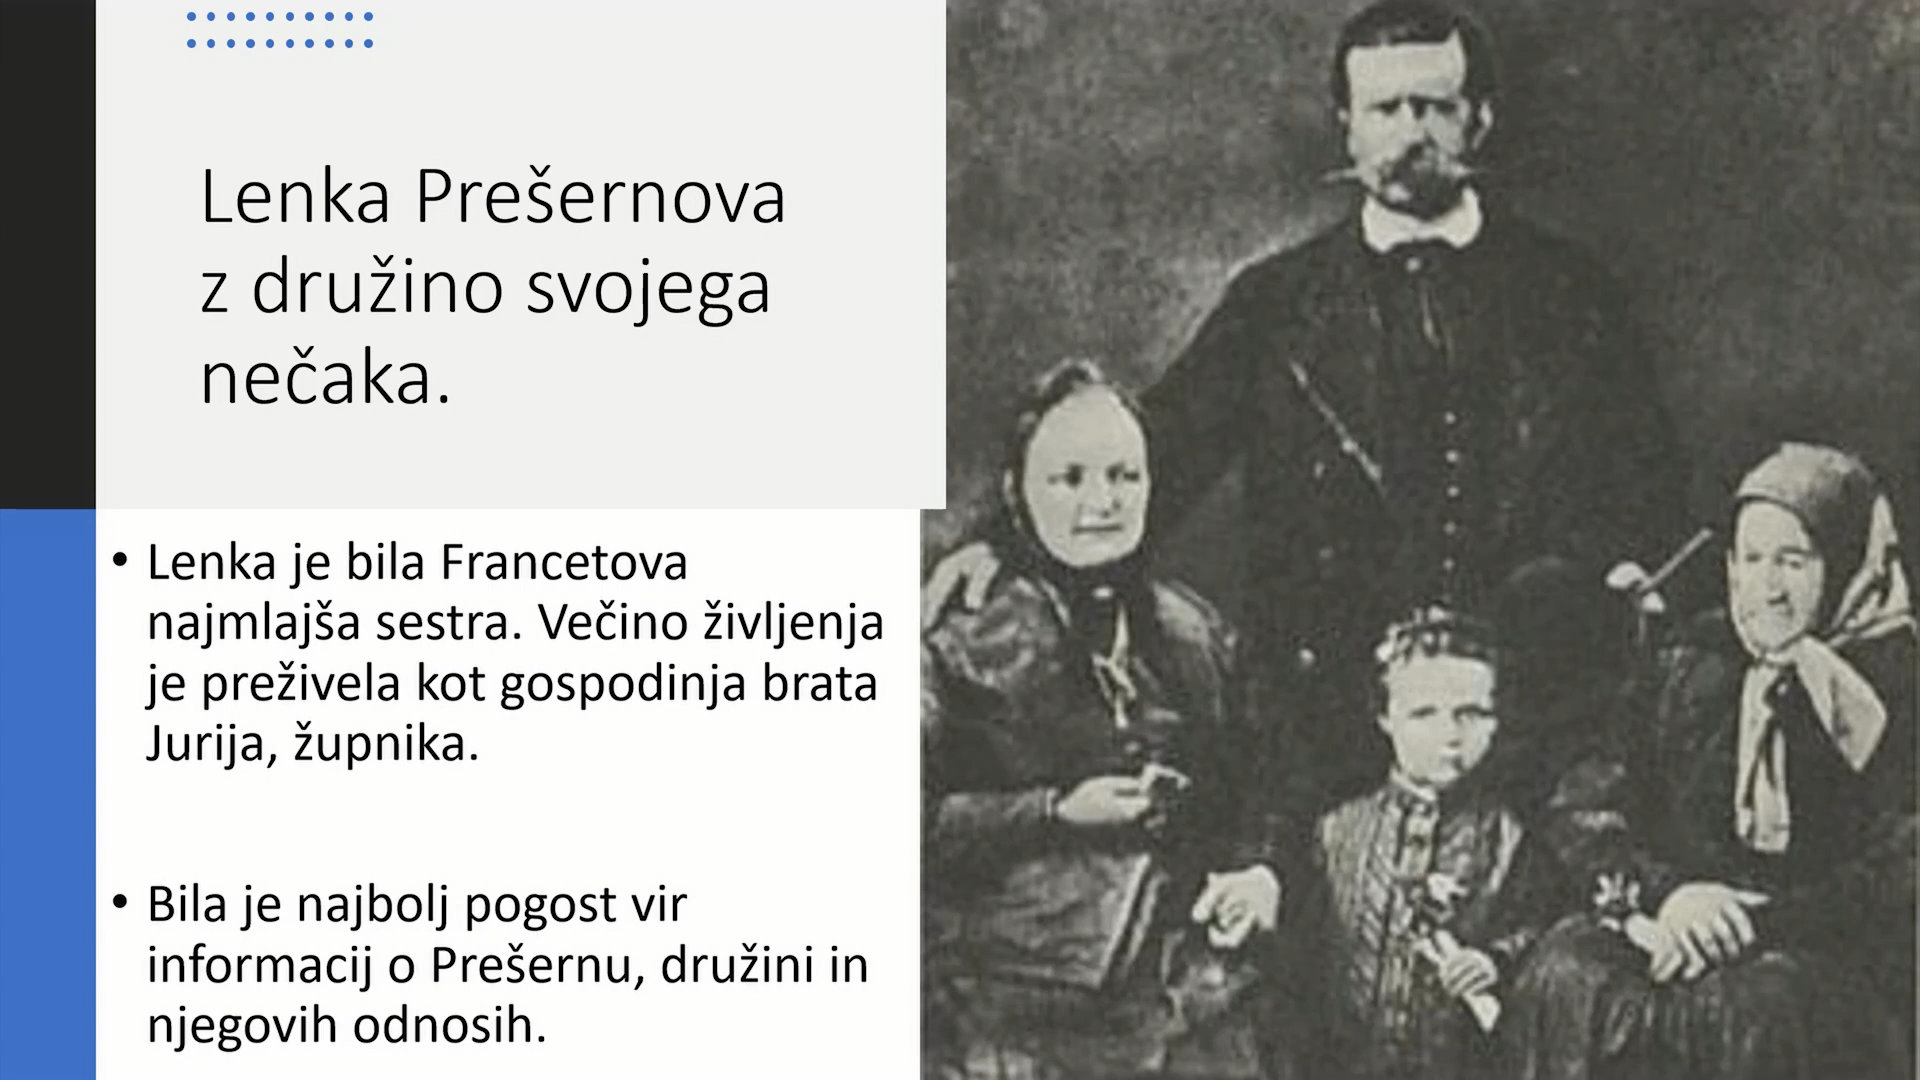 Lenka Prešernova
z družino svojega
nečaka.
• Lenka je bila Francetova
najmlajša sestra. Večino življenja
je preživela kot gospodinja brata
Jurija, župnika.
• Bila je najbolj pogost vir
informacij o Prešernu, družini in
njegovih odnosih.